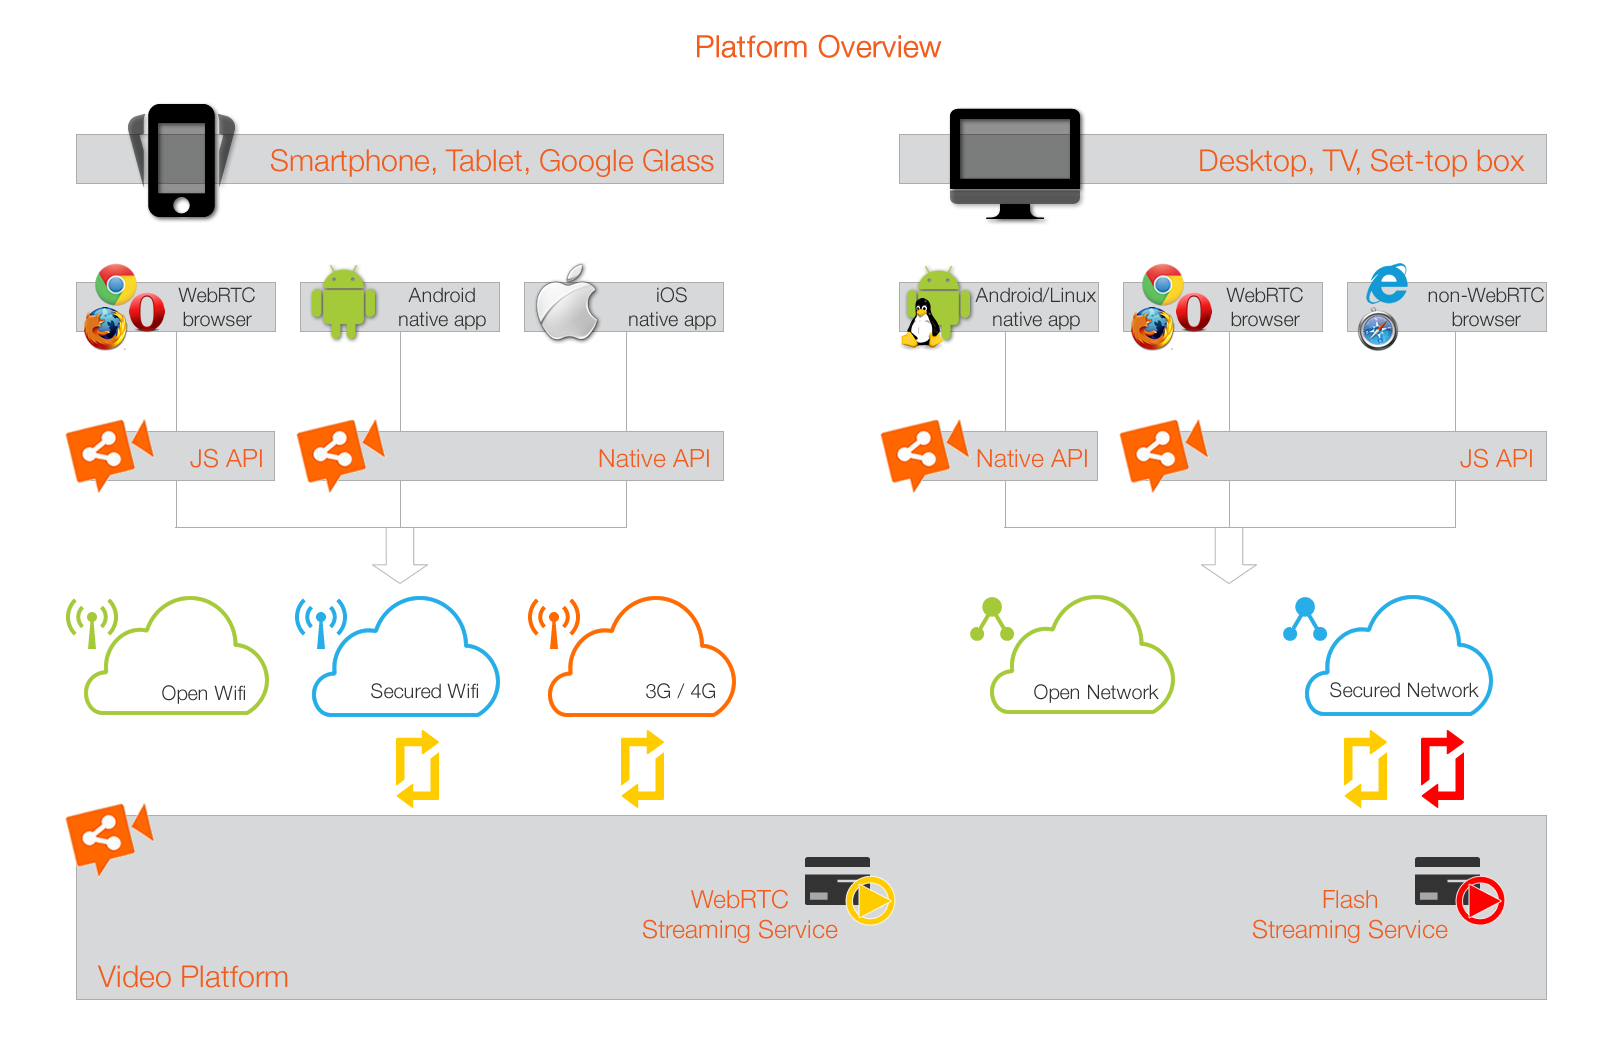 Platform Overview
Smartphone, Tablet, Google Glass
Desktop, TV, Set-top box
WebRTC
browser
Android
native app
iOS
native app
Android/Linux
native app
WebRTC
browser
non-WebRTC
browser
JS API
Native API
Native API
JS API
Open Wifi
Secured Wifi
3G / 4G
Open Network
Secured Network
WebRTC
Streaming Service
Flash
Streaming Service
Video Platform